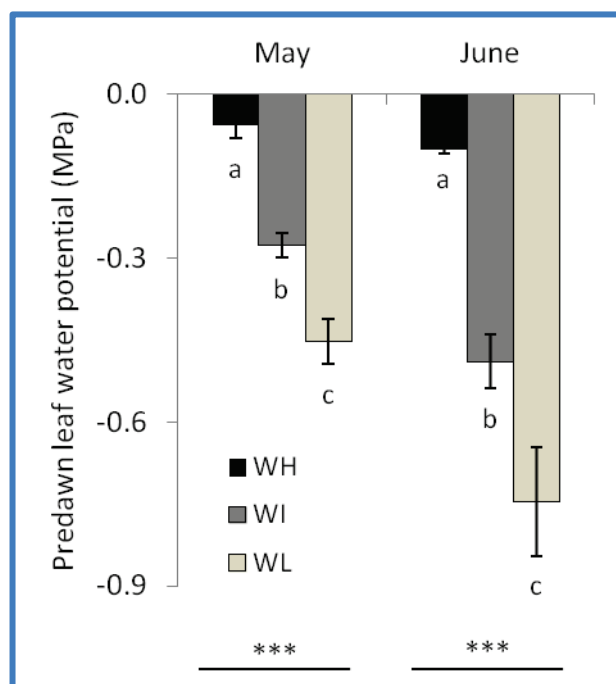 May June
0.0
-0.3
-0.6
-0.9
Predawn leaf water potential (MPa)
a a
b
c
b
c
WH
WI
WL
*** ***